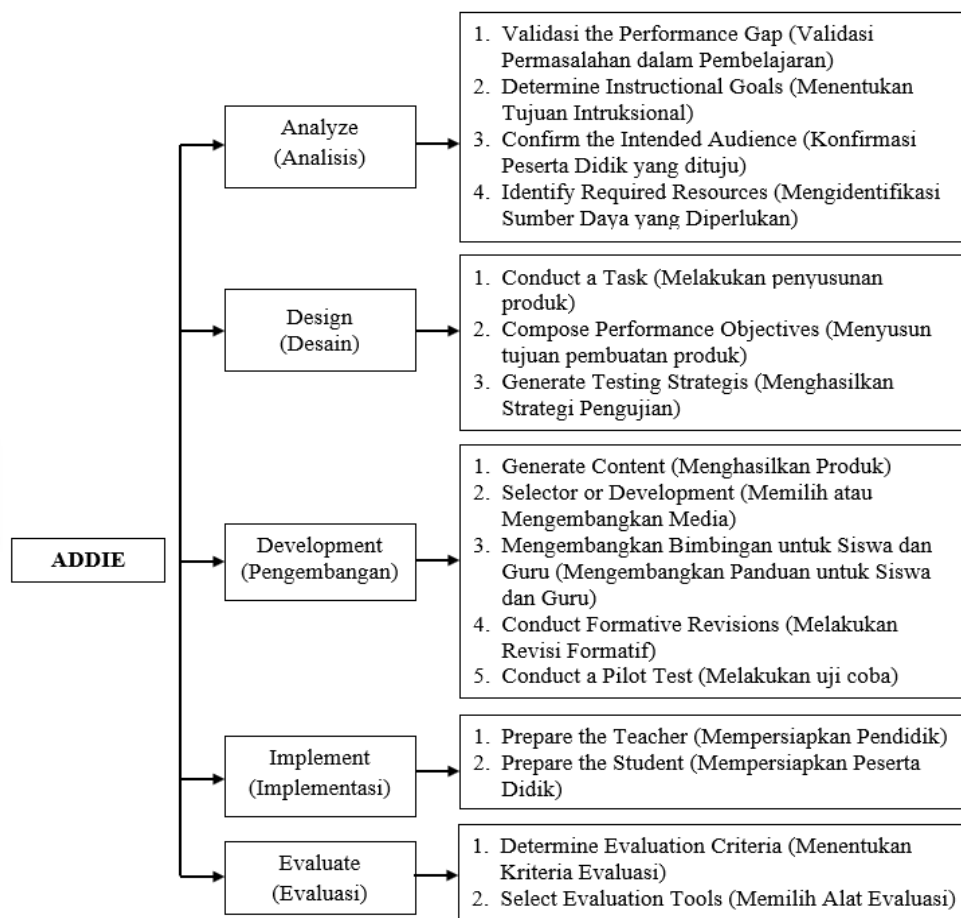 ADDIE
Analyze
(Analisis)
1. Validasi the Performance Gap (Validasi
Permasalahan dalam Pembelajaran)
2. Determine Instructional Goals (Menentukan
Tujuan Intruksional)
3. Confirm the Intended Audience (Konfirmasi
Peserta Didik yang dituju)
4. Identify Required Resources (Mengidentifikasi
Sumber Daya yang Diperlukan)
Design
(Desain)
1. Conduct a Task (Melakukan penyusunan
produk)
2. Compose Performance Objectives (Menyusun
tujuan pembuatan produk)
3. Generate Testing Strategis (Menghasilkan
Strategi Pengujian)
Development
(Pengembangan)
1. Generate Content (Menghasilkan Produk)
2. Selector or Development (Memilih atau
Mengembangkan Media)
3. Mengembangkan Bimbingan untuk Siswa dan
Guru (Mengembangkan Panduan untuk Siswa
dan Guru)
4. Conduct Formative Revisions (Melakukan
Revisi Formatif)
5. Conduct a Pilot Test (Melakukan uji coba)
Implement
(Implementasi)
1. Prepare the Teacher (Mempersiapkan Pendidik)
2. Prepare the Student (Mempersiapkan Peserta
Didik)
Evaluate
(Evaluasi)
1. Determine Evaluation Criteria (Menentukan
Kriteria Evaluasi)
2. Select Evaluation Tools (Memilih Alat Evaluasi)